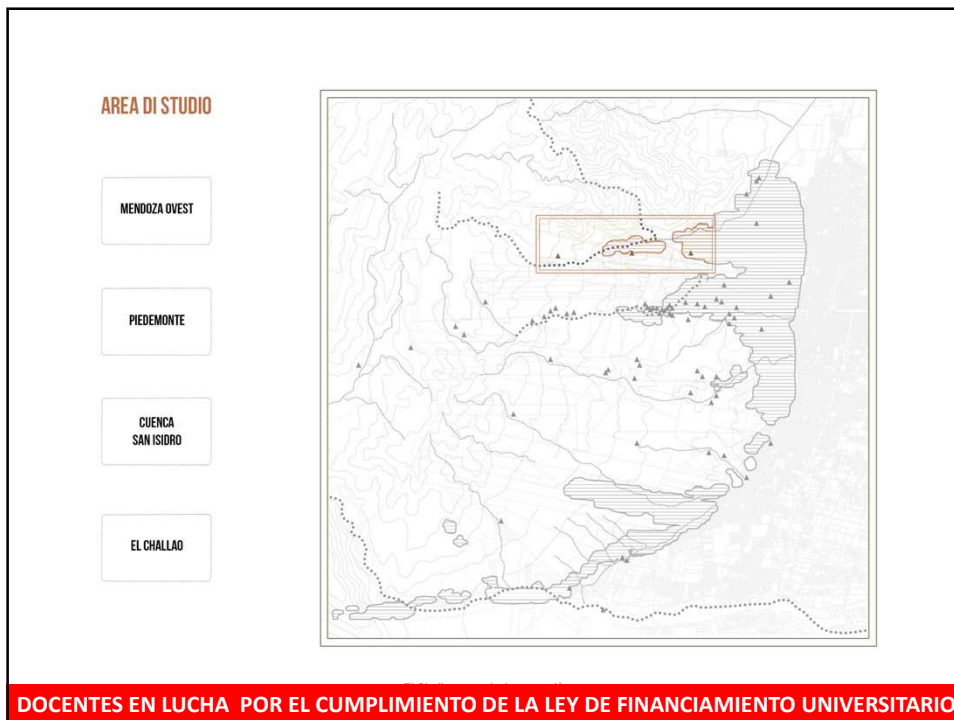 AREA DI STUDIO
MENDOZA OVEST
PIEDEMONTE
CUENCA
SAN ISIDRO
EL CHALLAO
DOCENTES EN LUCHA POR EL CUMPLIMIENTO DE LA LEY DE FINANCIAMIENTO UNIVERSITARIO